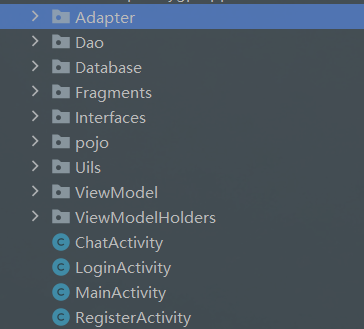 Adapter
Dao
Database
Fragments
Interfaces
pojo
Uils
ViewModel
ViewModelHolders
ChatActivity
LoginActivity
MainActivity
RegisterActivity